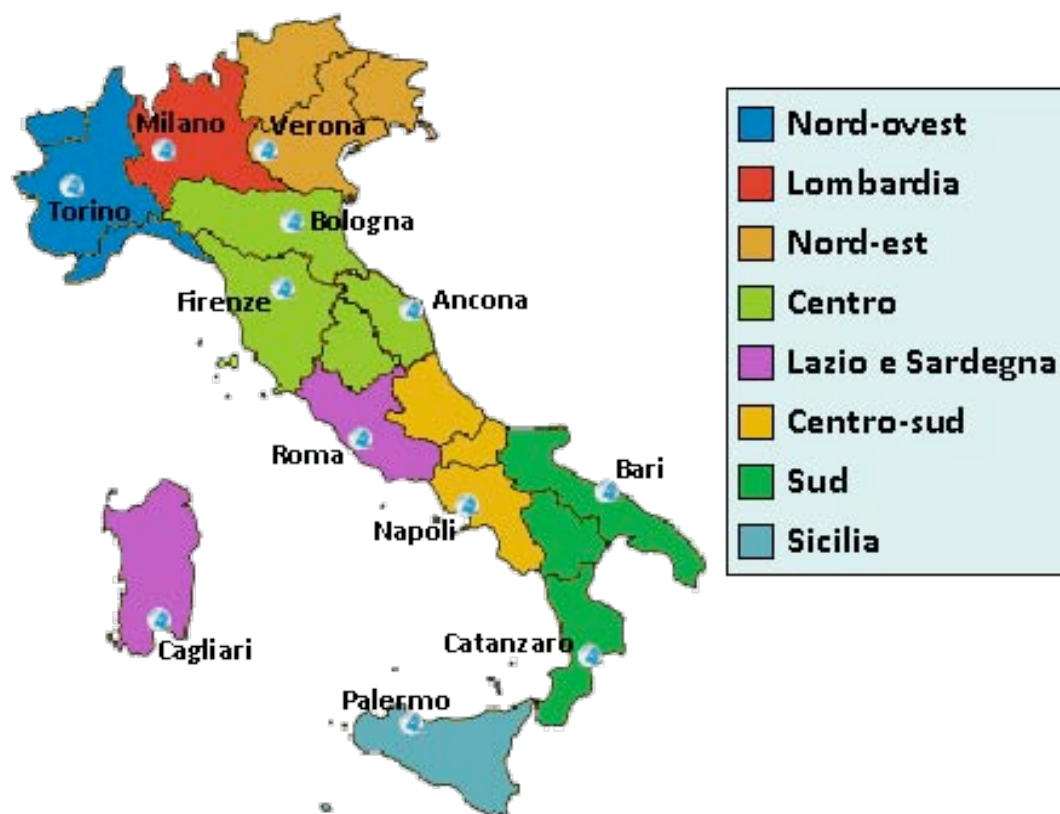 Milano
Verona
Torino
Bologna
Firenze
Ancona
Roma
Bari
Napoli
Cagliari
Catanzaro
Palermo
Nord-ovest
Lombardia
Nord-est
Centro
Lazio e Sardegna
Centro-sud
Sud
Sicilia